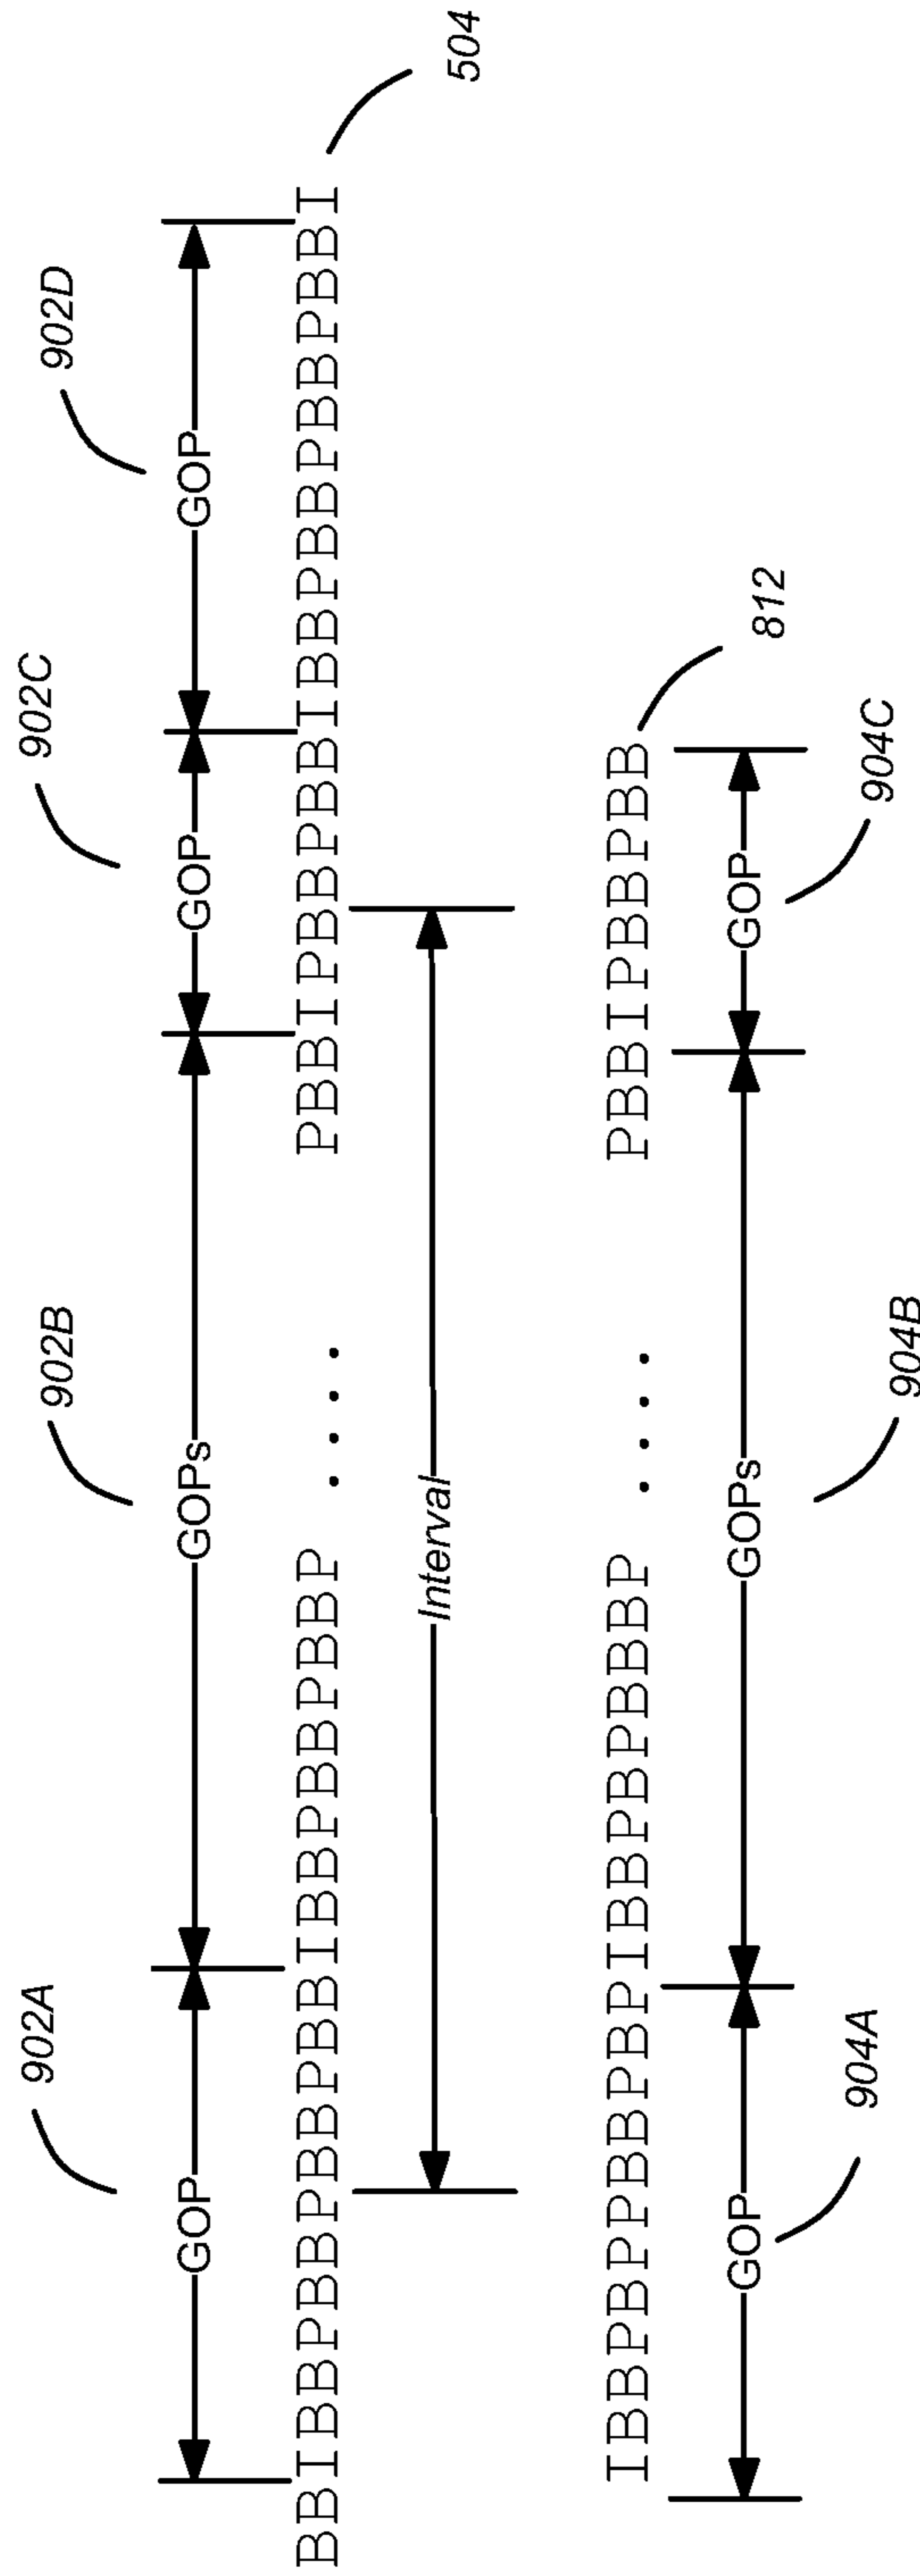 902A 902B 902C 902D
GOP GOPs GOP GOP
BBIBBPBBPBBPBBIBBPBBPBBP .... PBBIPBBPBBIBBPBBPBBPBBI
504
Interval
IBBPBPPBBPBPIBBPBPBBBP .... PBBIPBBPBB
812
GOP GOPs GOP
904A 904B 904C